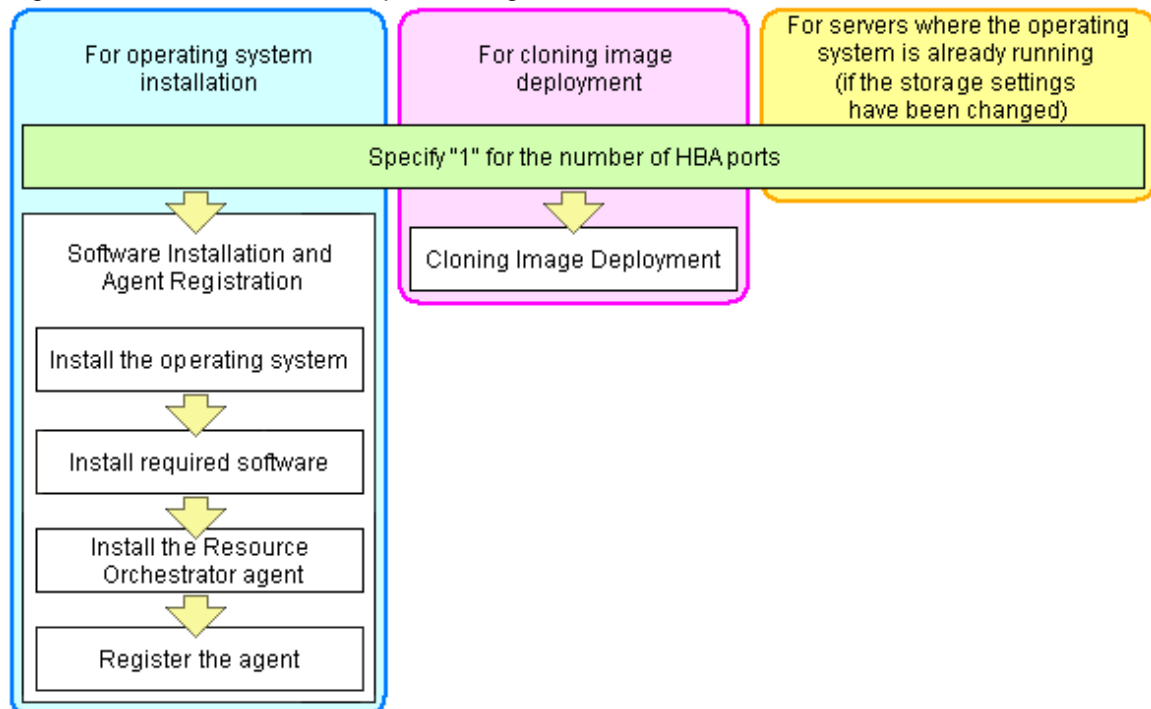 For operating system
installation
For cloning image
deployment
For servers where the operating
system is already running
(if the storage settings
have been changed)
Specify "1" for the number of HBA ports
Software Installation and
Agent Registration
Cloning Image Deployment
Install the operating system
Install required software
Install the Resource
Orchestrator agent
Register the agent